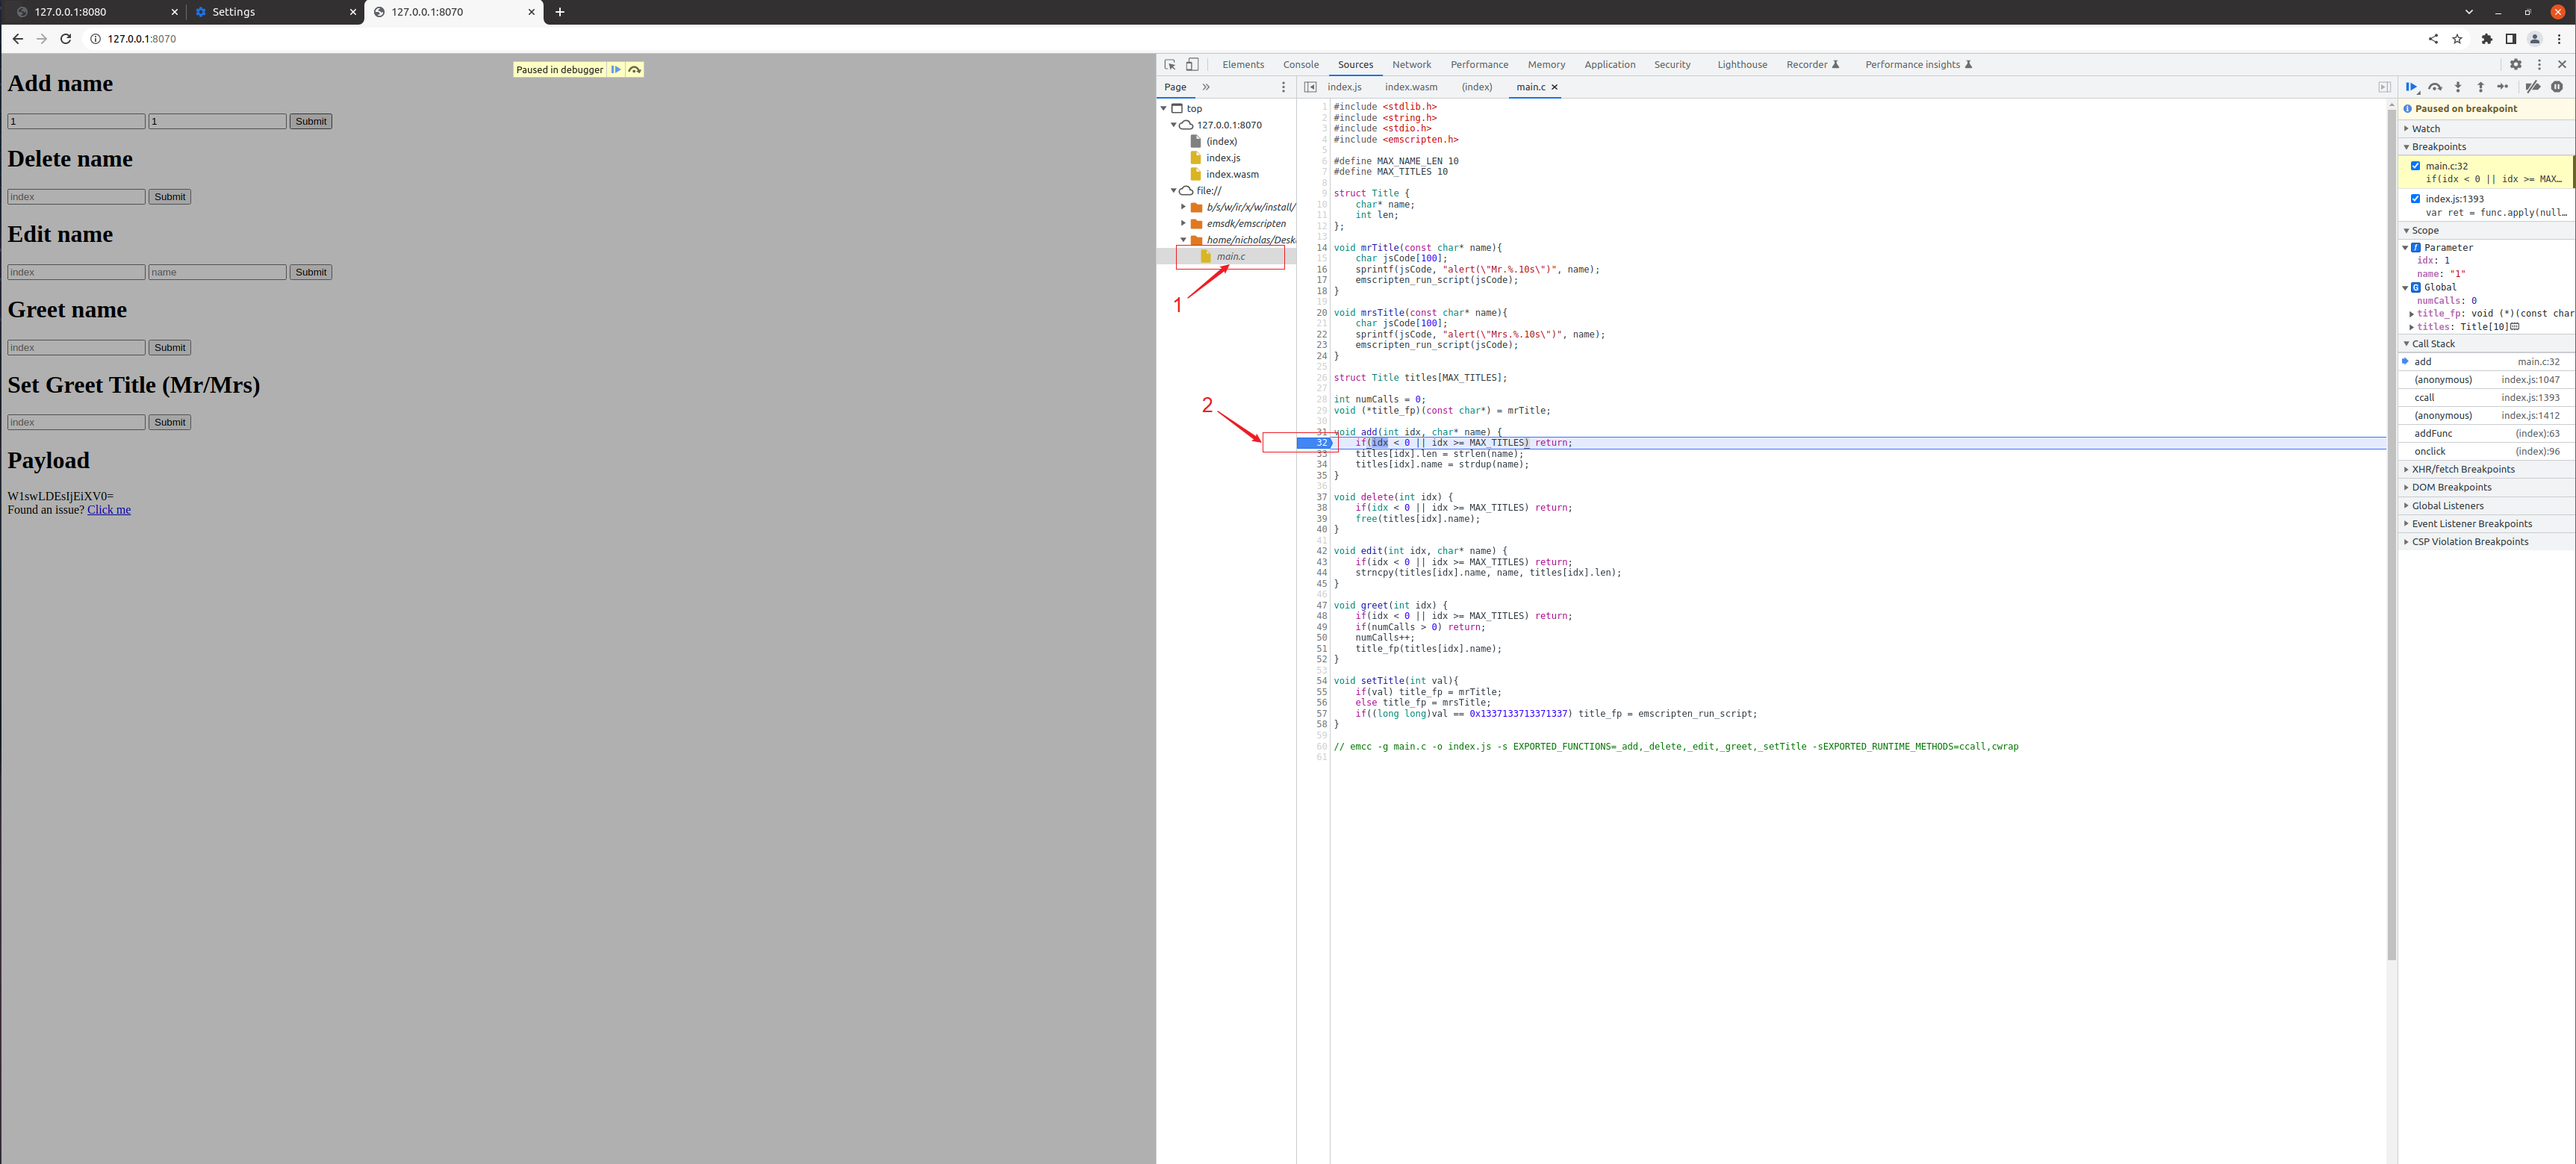 127.0.0.1:8080
Settings
127.0.0.1:8070
127.0.0.1:8070
Add name
1 1 Submit
Delete name
index Submit
Edit name
index name Submit
Greet name
index Submit
Set Greet Title (Mr/Mrs)
index Submit
Payload
W1swLDEsIjEiXV0=
Found an issue? Click me
Paused in debugger
Elements Console Sources Network Performance Memory Application Security Lighthouse Recorder Performance insights
Page
top
127.0.0.1:8070
(index)
index.js
index.wasm
file://
b/s/w/ir/x/w/install/
emsdk/emscripten
home/nicholas/Desk
main.c
1
2
index.js index.wasm (index) main.c
1 #include <stdlib.h>
2 #include <string.h>
3 #include <stdio.h>
4 #include <emscripten.h>
5
6 #define MAX_NAME_LEN 10
7 #define MAX_TITLES 10
8
9 struct Title {
10 char* name;
11 int len;
12 };
13
14 void mrTitle(const char* name){
15 char jsCode[100];
16 sprintf(jsCode, "alert(\"Mr.%.10s\")", name);
17 emscripten_run_script(jsCode);
18 }
19
20 void mrsTitle(const char* name){
21 char jsCode[100];
22 sprintf(jsCode, "alert(\"Mrs.%.10s\")", name);
23 emscripten_run_script(jsCode);
24 }
25
26 struct Title titles[MAX_TITLES];
27
28 int numCalls = 0;
29 void (*title_fp)(const char*) = mrTitle;
30
31 void add(int idx, char* name) {
32 if(idx < 0 || idx >= MAX_TITLES) return;
33 titles[idx].len = strlen(name);
34 titles[idx].name = strdup(name);
35 }
36
37 void delete(int idx) {
38 if(idx < 0 || idx >= MAX_TITLES) return;
39 free(titles[idx].name);
40 }
41
42 void edit(int idx, char* name) {
43 if(idx < 0 || idx >= MAX_TITLES) return;
44 strncpy(titles[idx].name, name, titles[idx].len);
45 }
46
47 void greet(int idx) {
48 if(idx < 0 || idx >= MAX_TITLES) return;
49 if(numCalls > 0) return;
50 numCalls++;
51 title_fp(titles[idx].name);
52 }
53
54 void setTitle(int val){
55 if(val) title_fp = mrTitle;
56 else title_fp = mrsTitle;
57 if((long long)val == 0x1337133713371337) title_fp = emscripten_run_script;
58 }
59
60 // emcc -g main.c -o index.js -s EXPORTED_FUNCTIONS=_add,_delete,_edit,_greet,_setTitle -sEXPORTED_RUNTIME_METHODS=ccall,cwrap
61
Paused on breakpoint
Watch
Breakpoints
main.c:32
if(idx < 0 || idx >= MAX…
index.js:1393
var ret = func.apply(null…
Scope
Parameter
idx: 1
name: "1"
Global
numCalls: 0
title_fp: void (*)(const char
titles: Title[10]
Call Stack
add main.c:32
(anonymous) index.js:1047
ccall index.js:1393
(anonymous) index.js:1412
addFunc (index):63
onclick (index):96
XHR/fetch Breakpoints
DOM Breakpoints
Global Listeners
Event Listener Breakpoints
CSP Violation Breakpoints